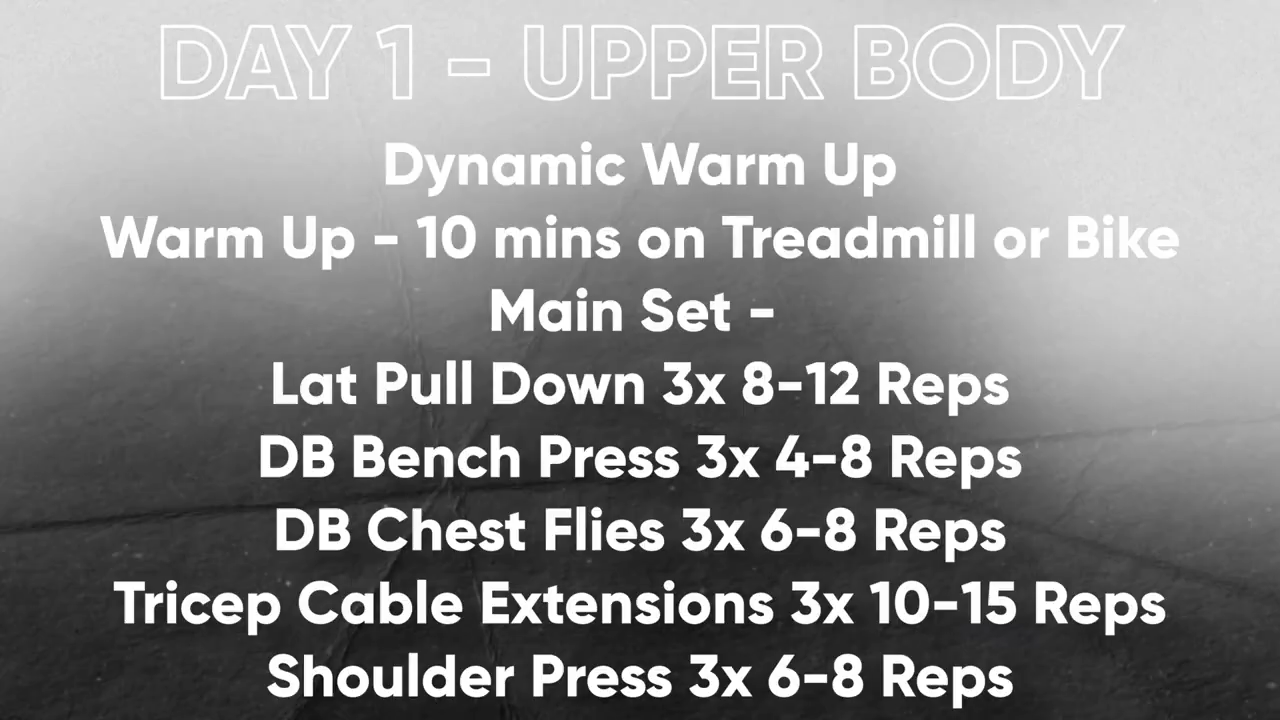 DAY 1 - UPPER BODY
Dynamic Warm Up
Warm Up - 10 mins on Treadmill or Bike
Main Set -
Lat Pull Down 3x 8-12 Reps
DB Bench Press 3x 4-8 Reps
DB Chest Flies 3x 6-8 Reps
Tricep Cable Extensions 3x 10-15 Reps
Shoulder Press 3x 6-8 Reps